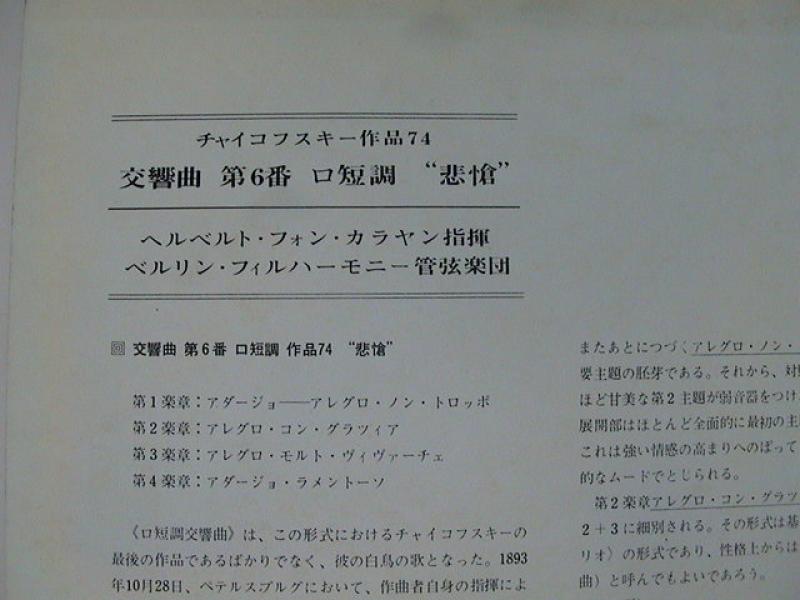 チャイコフスキー作品74
交響曲 第6番 ロ短調 “悲愴”
ヘルベルト・フォン・カラヤン指揮
ベルリン・フィルハーモニー管弦楽団
回 交響曲 第6番 ロ短調 作品74 “悲愴”
第1楽章：アダージョ――アレグロ・ノン・トロッポ
第2楽章：アレグロ・コン・グラツィア
第3楽章：アレグロ・モルト・ヴィヴァーチェ
第4楽章：アダージョ・ラメントーソ
《ロ短調交響曲》は、この形式におけるチャイコフスキーの
最後の作品であるばかりでなく、彼の白鳥の歌となった。1893
年10月28日、ペテルスブルグにおいて、作曲者自身の指揮によ
またあとにつづくアレグロ・ノン・
要主題の胚芽である。それから、対
ほど甘美な第2主題が弱音器をつけ
展開部はほとんど全面的に最初の主
これは強い情感の高まりへのぼって
的なムードでとじられる。
第2楽章アレグロ・コン・グラツ
2＋3に細別される。その形式は基
リオ）の形式であり、性格上からは
曲）と呼んでもよいであろう。